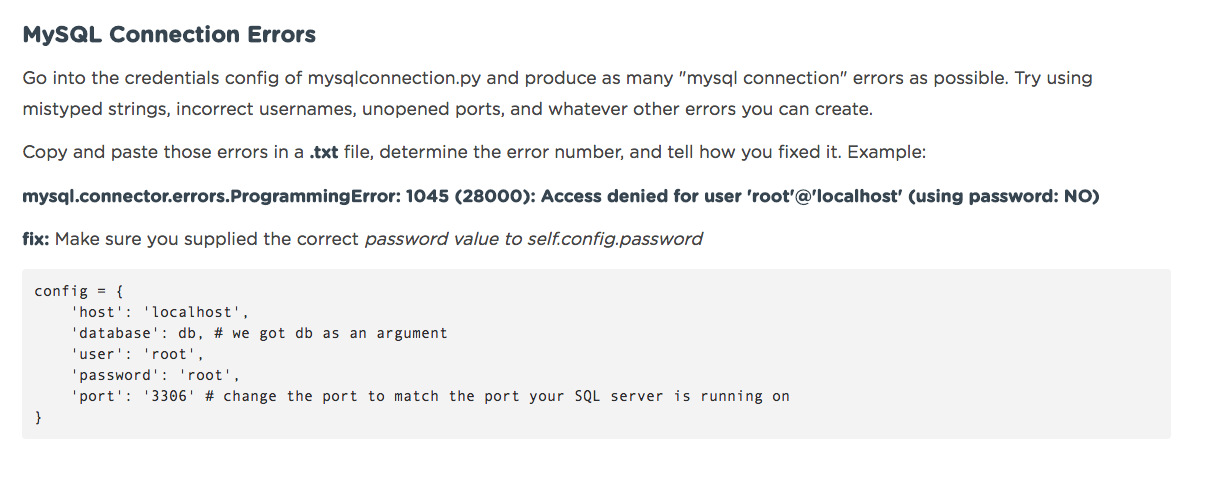 MySQL Connection Errors
Go into the credentials config of mysqlconnection.py and produce as many "mysql connection" errors as possible. Try using
mistyped strings, incorrect usernames, unopened ports, and whatever other errors you can create.
Copy and paste those errors in a .txt file, determine the error number, and tell how you fixed it. Example:
mysql.connector.errors.ProgrammingError: 1045 (28000): Access denied for user 'root'@'localhost' (using password: NO)
fix: Make sure you supplied the correct password value to self.config.password
config = {
    'host': 'localhost',
    'database': db, # we got db as an argument
    'user': 'root',
    'password': 'root',
    'port': '3306' # change the port to match the port your SQL server is running on
}